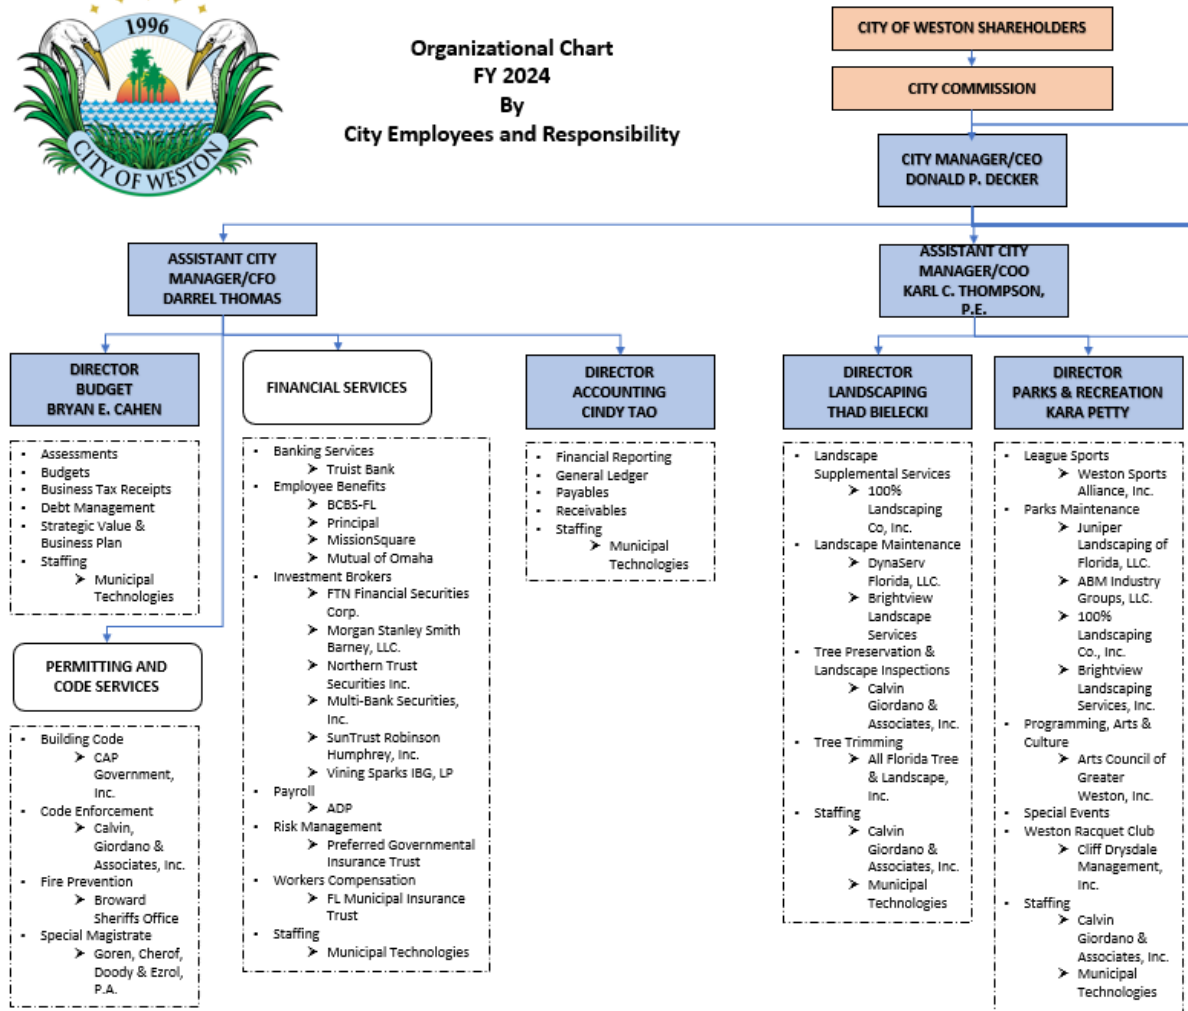 1996
CITY OF WESTON
Organizational Chart
FY 2024
By
City Employees and Responsibility
CITY OF WESTON SHAREHOLDERS
CITY COMMISSION
CITY MANAGER/CEO
DONALD P. DECKER
ASSISTANT CITY
MANAGER/CFO
DARREL THOMAS
ASSISTANT CITY
MANAGER/COO
KARL C. THOMPSON,
P.E.
DIRECTOR
BUDGET
BRYAN E. CAHEN
▪ Assessments
▪ Budgets
▪ Business Tax Receipts
▪ Debt Management
▪ Strategic Value &
Business Plan
▪ Staffing
➤ Municipal
Technologies
PERMITTING AND
CODE SERVICES
▪ Building Code
➤ CAP
Government,
Inc.
▪ Code Enforcement
➤ Calvin,
Giordano &
Associates, Inc.
▪ Fire Prevention
➤ Broward
Sheriffs Office
▪ Special Magistrate
➤ Goren, Cherof,
Doody & Ezrol,
P.A.
FINANCIAL SERVICES
▪ Banking Services
➤ Truist Bank
▪ Employee Benefits
➤ BCBS-FL
➤ Principal
➤ MissionSquare
➤ Mutual of Omaha
▪ Investment Brokers
➤ FTN Financial Securities
Corp.
➤ Morgan Stanley Smith
Barney, LLC.
➤ Northern Trust
Securities Inc.
➤ Multi-Bank Securities,
Inc.
➤ SunTrust Robinson
Humphrey, Inc.
➤ Vining Sparks IBG, LP
▪ Payroll
➤ ADP
▪ Risk Management
➤ Preferred Governmental
Insurance Trust
▪ Workers Compensation
➤ FL Municipal Insurance
Trust
▪ Staffing
➤ Municipal Technologies
DIRECTOR
ACCOUNTING
CINDY TAO
▪ Financial Reporting
▪ General Ledger
▪ Payables
▪ Receivables
▪ Staffing
➤ Municipal
Technologies
DIRECTOR
LANDSCAPING
THAD BIELECKI
▪ Landscape
Supplemental Services
➤ 100%
Landscaping
Co, Inc.
▪ Landscape Maintenance
➤ DynaServ
Florida, LLC.
➤ Brightview
Landscape
Services
▪ Tree Preservation &
Landscape Inspections
➤ Calvin
Giordano &
Associates, Inc.
▪ Tree Trimming
➤ All Florida Tree
& Landscape,
Inc.
▪ Staffing
➤ Calvin
Giordano &
Associates, Inc.
➤ Municipal
Technologies
DIRECTOR
PARKS & RECREATION
KARA PETTY
▪ League Sports
➤ Weston Sports
Alliance, Inc.
▪ Parks Maintenance
➤ Juniper
Landscaping of
Florida, LLC.
➤ ABM Industry
Groups, LLC.
➤ 100%
Landscaping
Co., Inc.
➤ Brightview
Landscaping
Services, Inc.
▪ Programming, Arts &
Culture
➤ Arts Council of
Greater
Weston, Inc.
▪ Special Events
▪ Weston Racquet Club
➤ Cliff Drysdale
Management,
Inc.
▪ Staffing
➤ Calvin
Giordano &
Associates, Inc.
➤ Municipal
Technologies